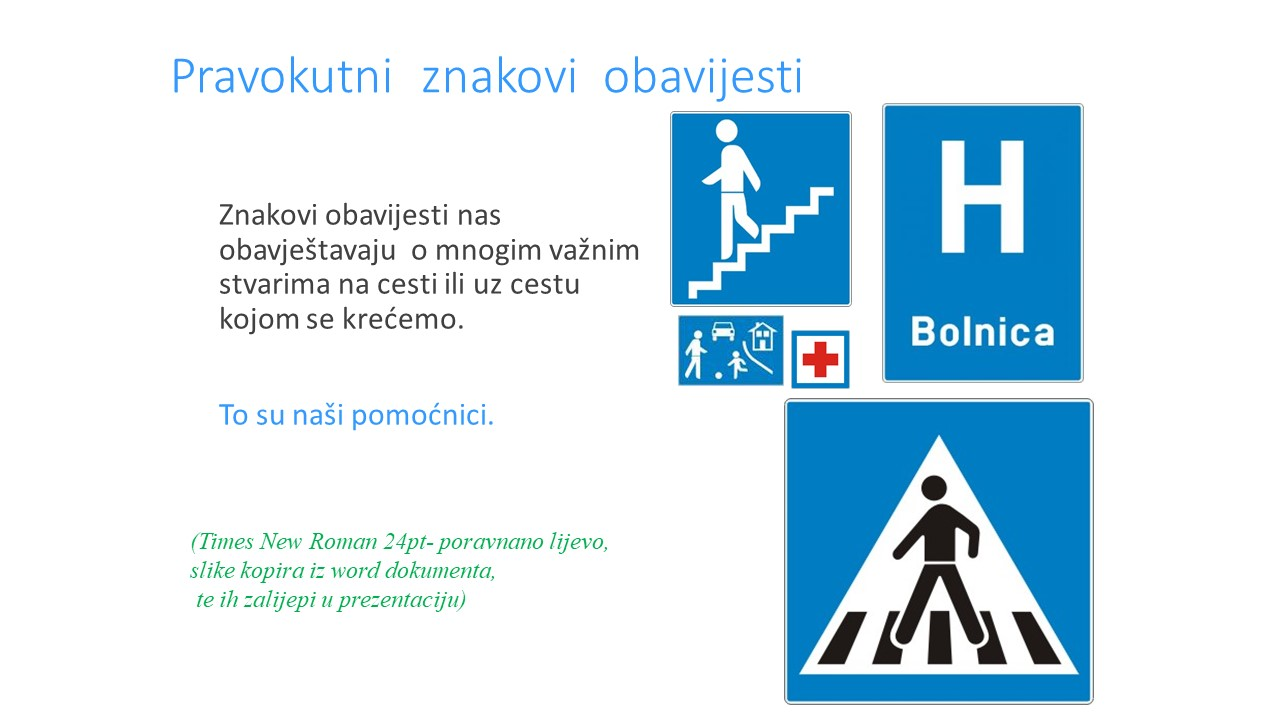 Pravokutni znakovi obavijesti
Znakovi obavijesti nas
obavještavaju o mnogim važnim
stvarima na cesti ili uz cestu
kojom se krećemo.
To su naši pomoćnici.
(Times New Roman 24pt- poravnano lijevo,
slike kopira iz word dokumenta,
te ih zalijepi u prezentaciju)
H
Bolnica